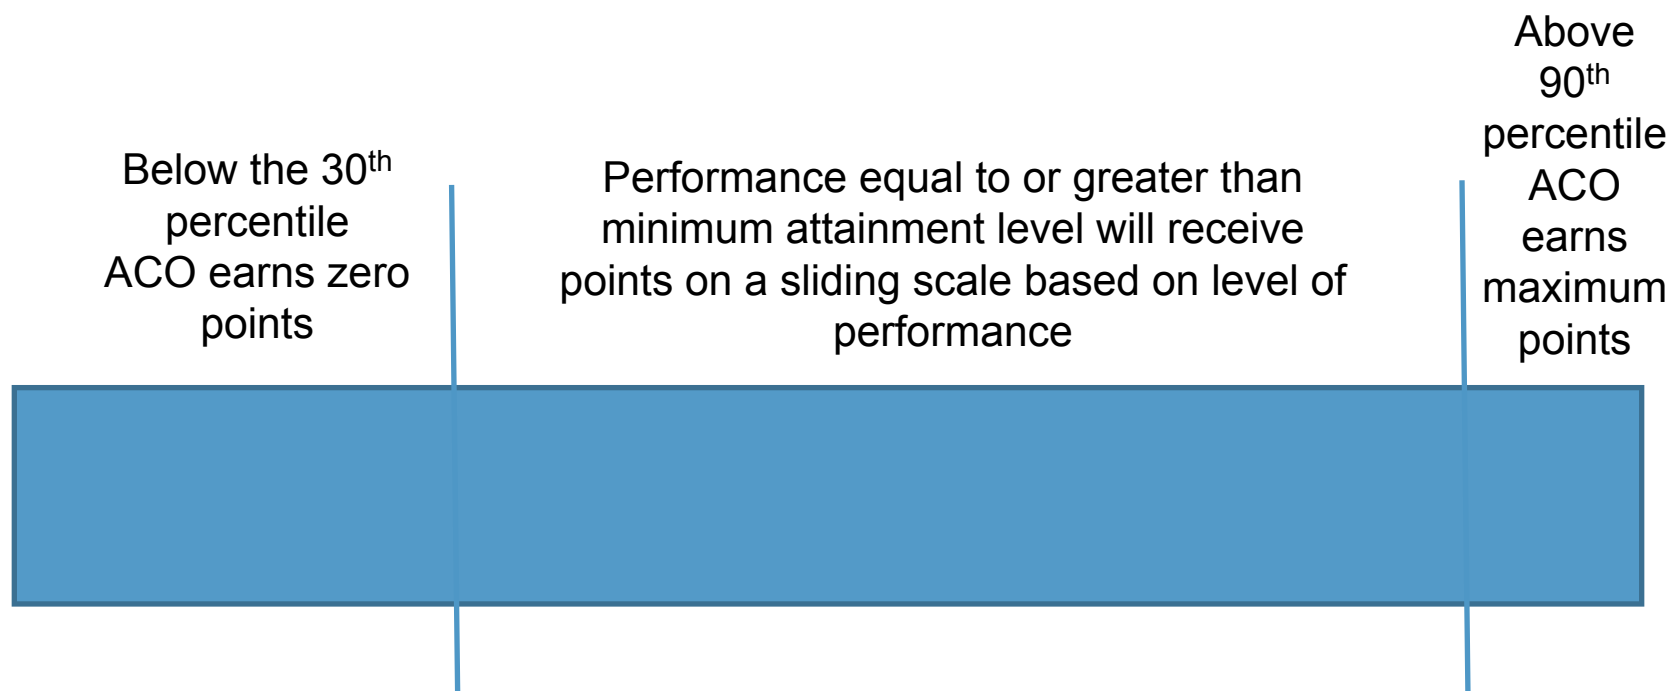 Below the 30th
percentile
ACO earns zero
points
Performance equal to or greater than
minimum attainment level will receive
points on a sliding scale based on level of
performance
Above
90th
percentile
ACO
earns
maximum
points